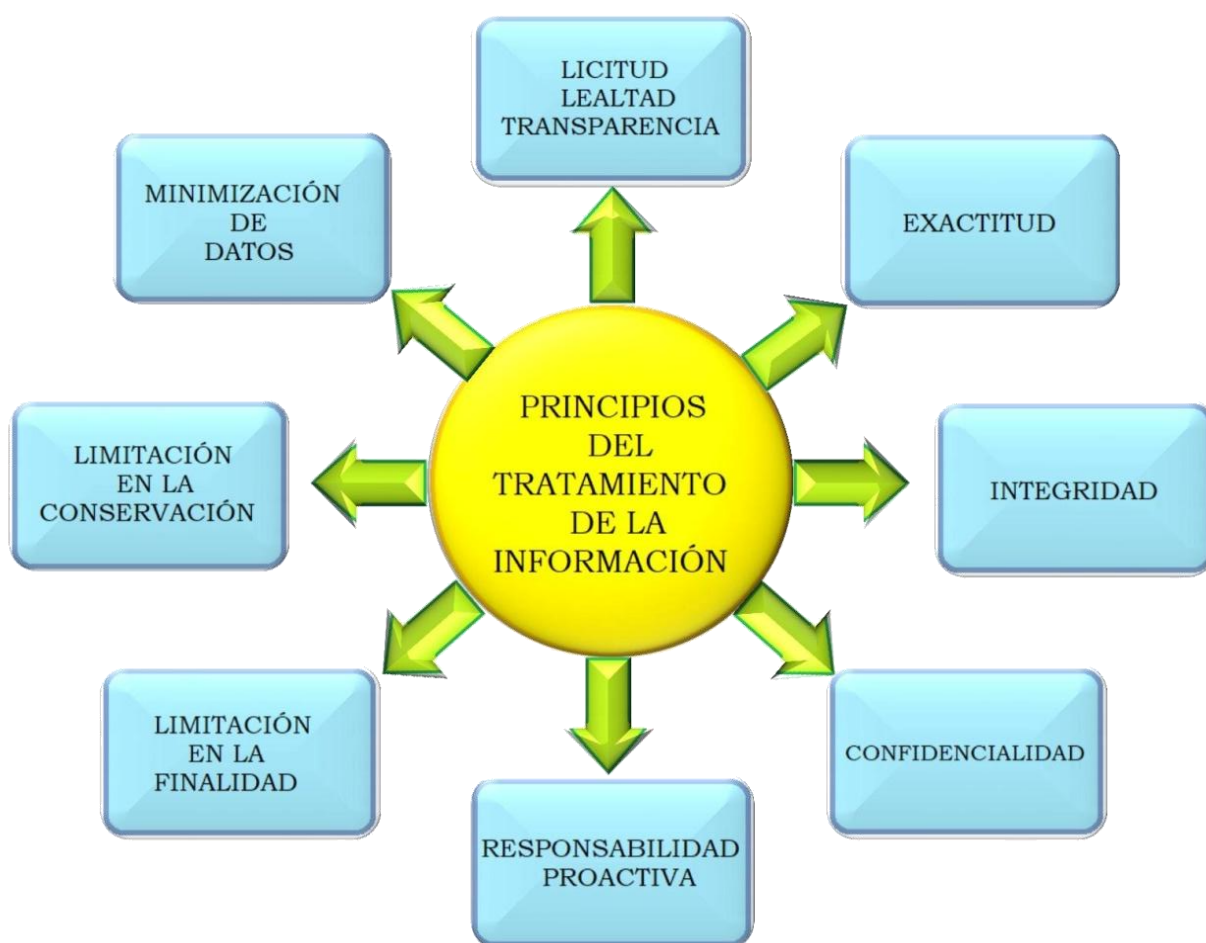 LICITUD
LEALTAD
TRANSPARENCIA
MINIMIZACIÓN
DE
DATOS
EXACTITUD
PRINCIPIOS
DEL
TRATAMIENTO
DE LA
INFORMACIÓN
LIMITACIÓN
EN LA
CONSERVACIÓN
INTEGRIDAD
LIMITACIÓN
EN LA
FINALIDAD
CONFIDENCIALIDAD
RESPONSABILIDAD
PROACTIVA